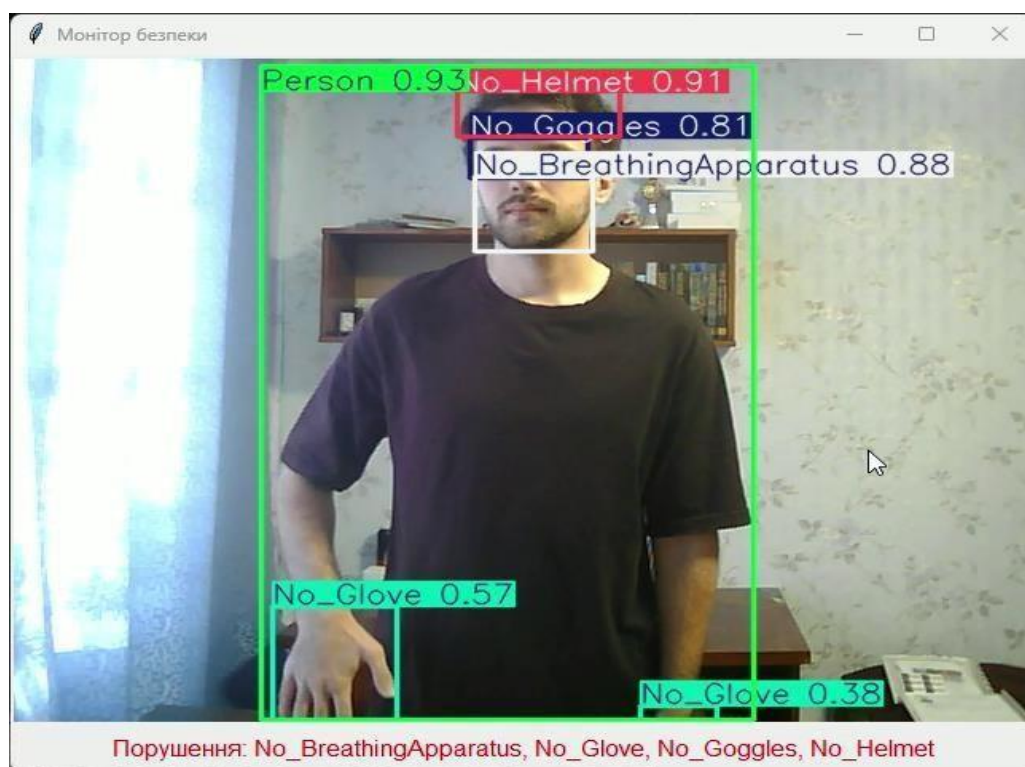 Монітор безпеки
Person 0.93
No_Helmet 0.91
No_Goggles 0.81
No_BreathingApparatus 0.88
No_Glove 0.57
No_Glove 0.38
Порушення: No_BreathingApparatus, No_Glove, No_Goggles, No_Helmet